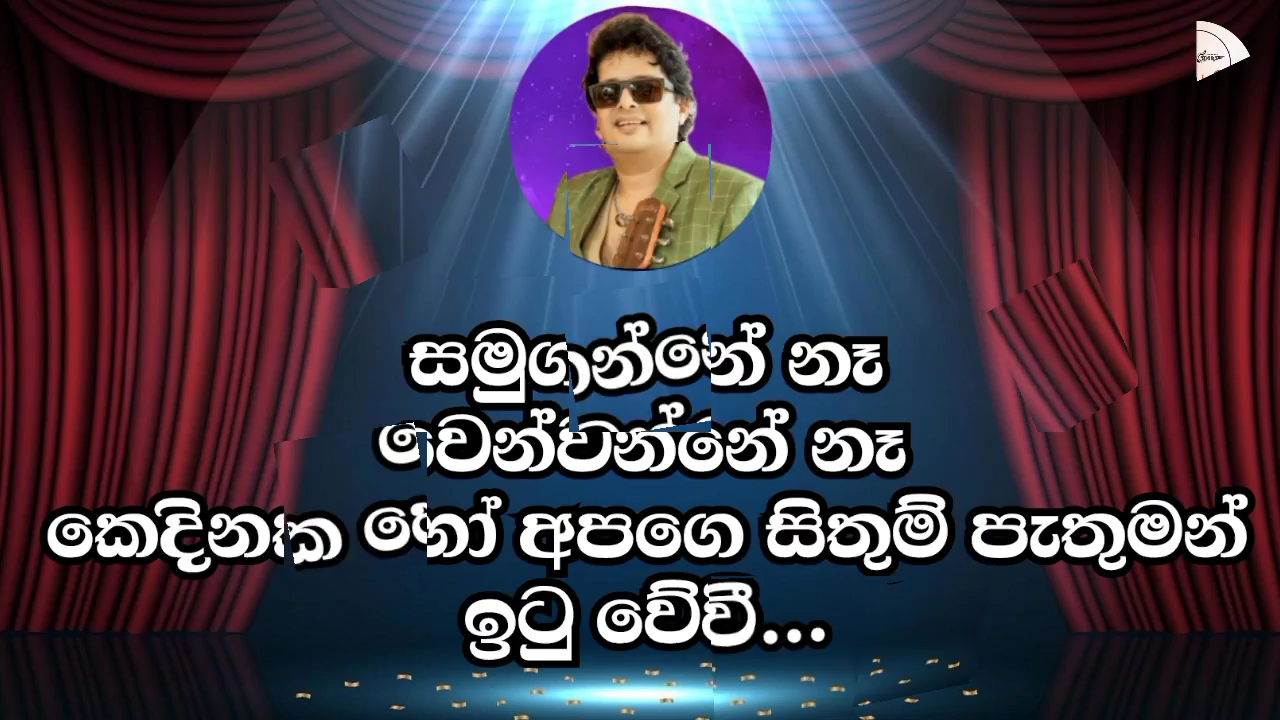 සමුගන්නේ නෑ
වෙන්වන්නේ නෑ
කෙදිනක හෝ අපගෙ සිතුම් පැතුමන්
ඉටු වේවී...